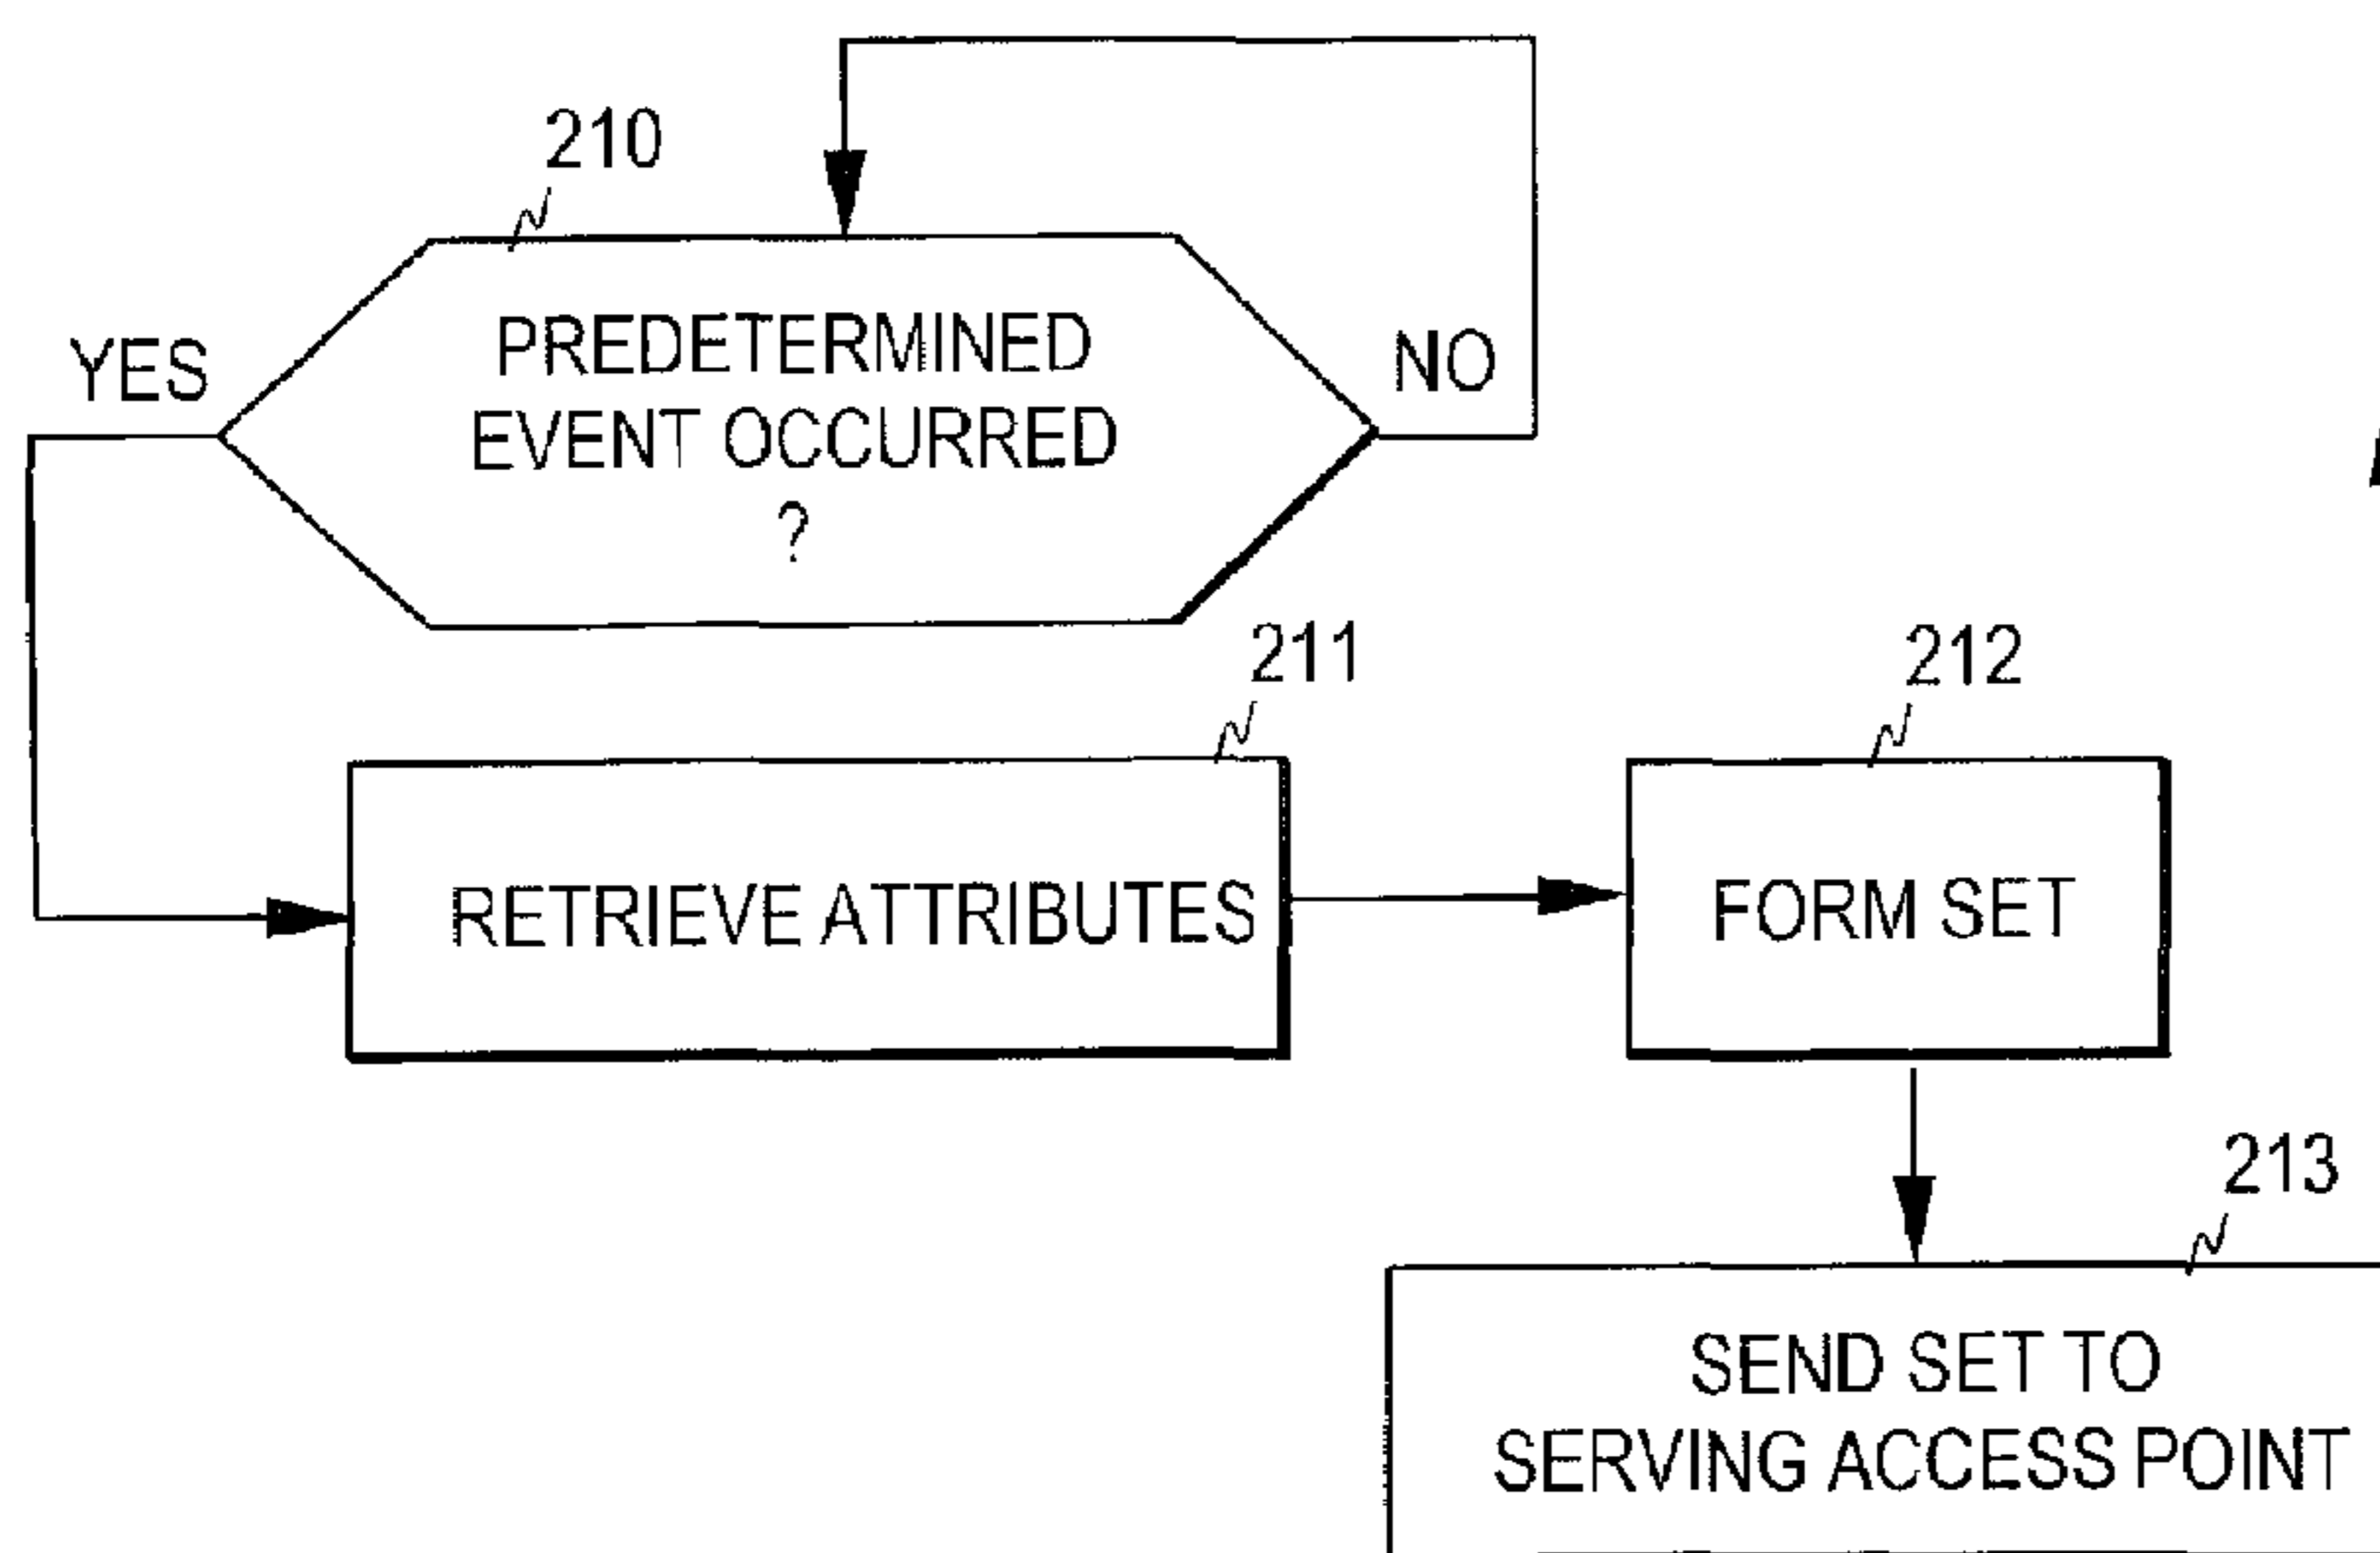 210
YES
PREDETERMINED
EVENT OCCURRED
?
NO
211
RETRIEVE ATTRIBUTES
212
FORM SET
213
SEND SET TO
SERVING ACCESS POINT